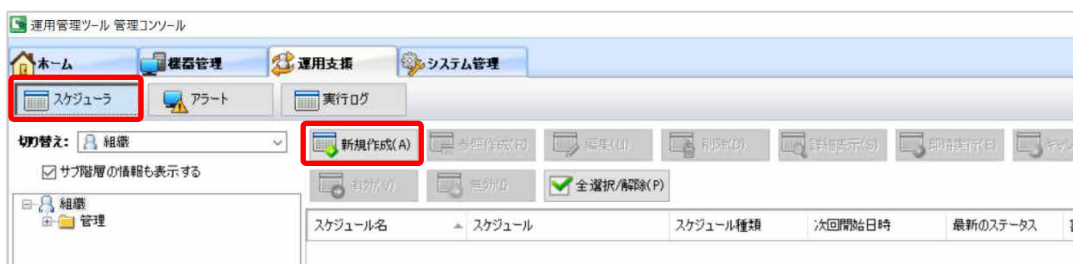 運用管理ツール 管理コンソール
ホーム 機器管理 運用支援 システム管理
スケジューラ アラート 実行ログ
切り替え: 組織
新規作成(A) 参照作成(R) 編集(U) 削除(D) 詳細表示(S) 即時実行(E) キャン
サブ階層の情報も表示する
有効(V) 無効(I) 全選択/解除(P)
組織
管理
スケジュール名 スケジュール スケジュール種類 次回開始日時 最新のステータス